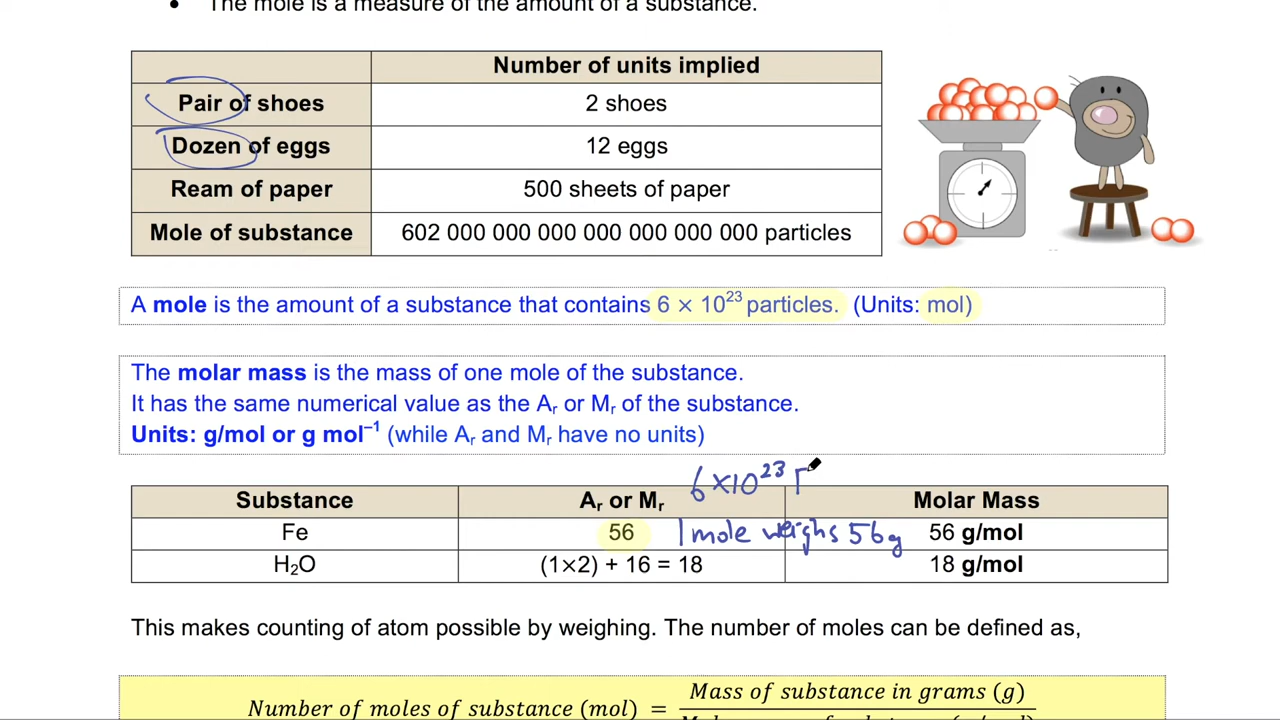 The mole is a measure of the amount of a substance.
Number of units implied
Pair of shoes 2 shoes
Dozen of eggs 12 eggs
Ream of paper 500 sheets of paper
Mole of substance 602 000 000 000 000 000 000 000 particles
A mole is the amount of a substance that contains 6 × 10²³ particles. (Units: mol)
The molar mass is the mass of one mole of the substance.
It has the same numerical value as the Aᵣ or Mᵣ of the substance.
Units: g/mol or g mol⁻¹ (while Aᵣ and Mᵣ have no units)
6×10²³
Substance Aᵣ or Mᵣ Molar Mass
Fe 56 1 mole weighs 56g 56 g/mol
H₂O (1×2) + 16 = 18 18 g/mol
This makes counting of atom possible by weighing. The number of moles can be defined as,
Number of moles of substance (mol) = Mass of substance in grams (g)